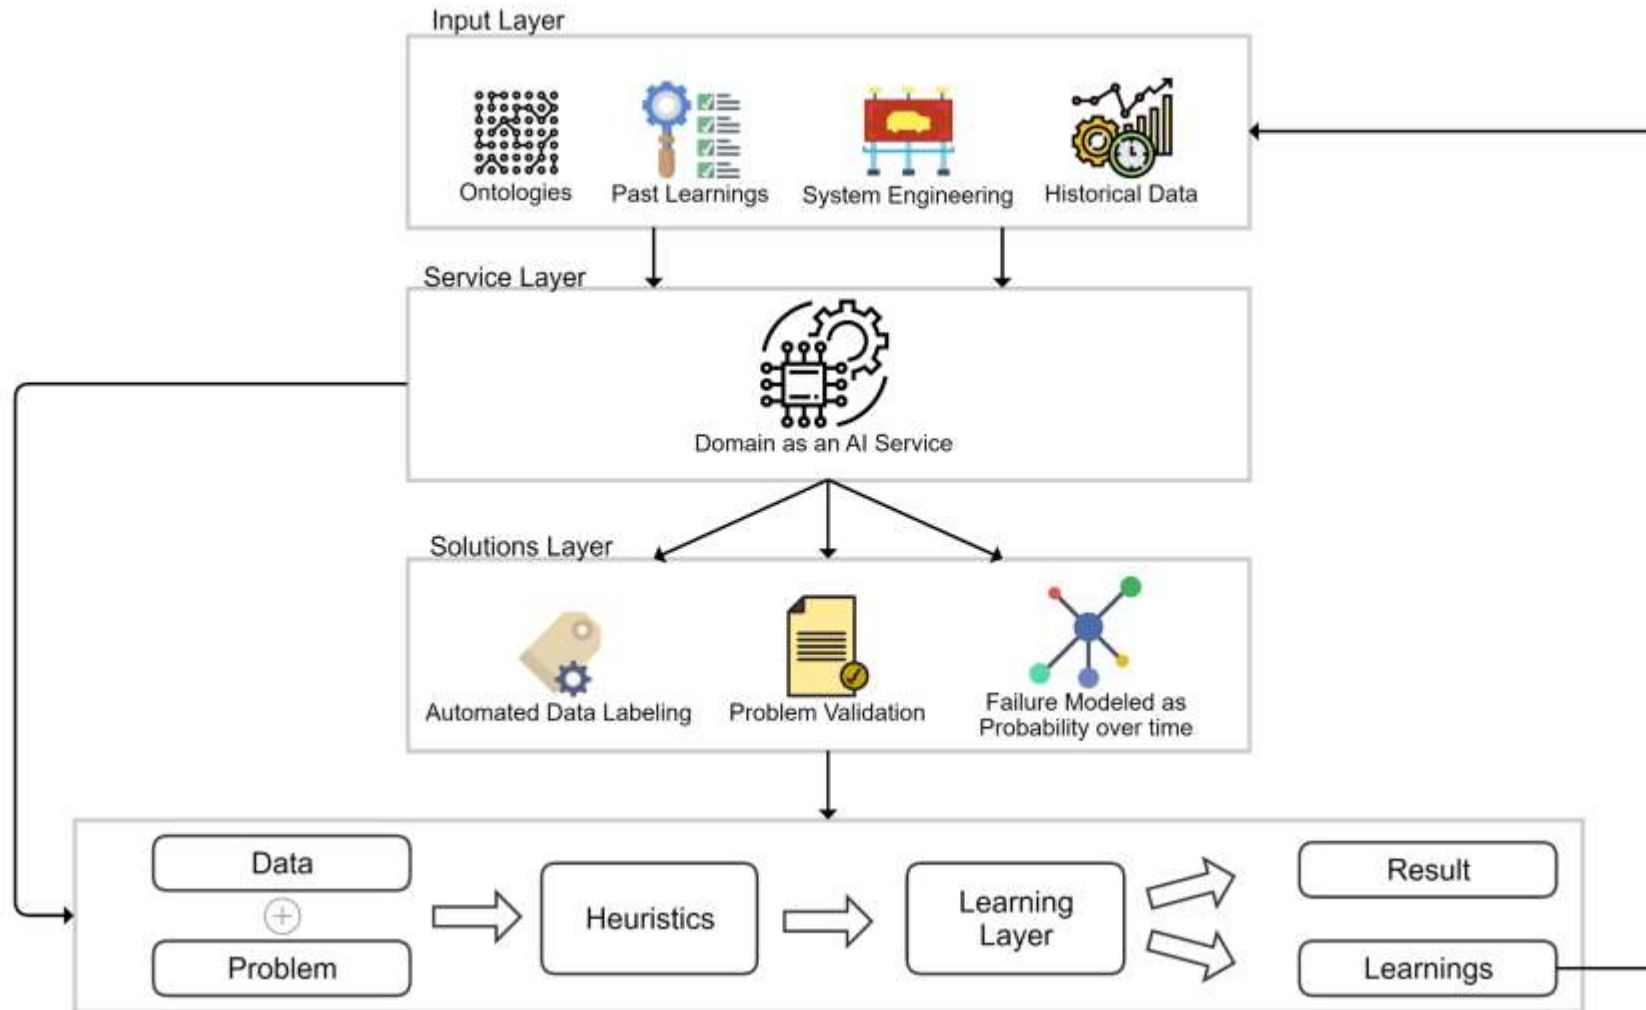 Input Layer
Ontologies
Past Learnings
System Engineering
Historical Data
Service Layer
Domain as an AI Service
Solutions Layer
Automated Data Labeling
Problem Validation
Failure Modeled as
Probability over time
Data
Problem
Heuristics
Learning
Layer
Result
Learnings